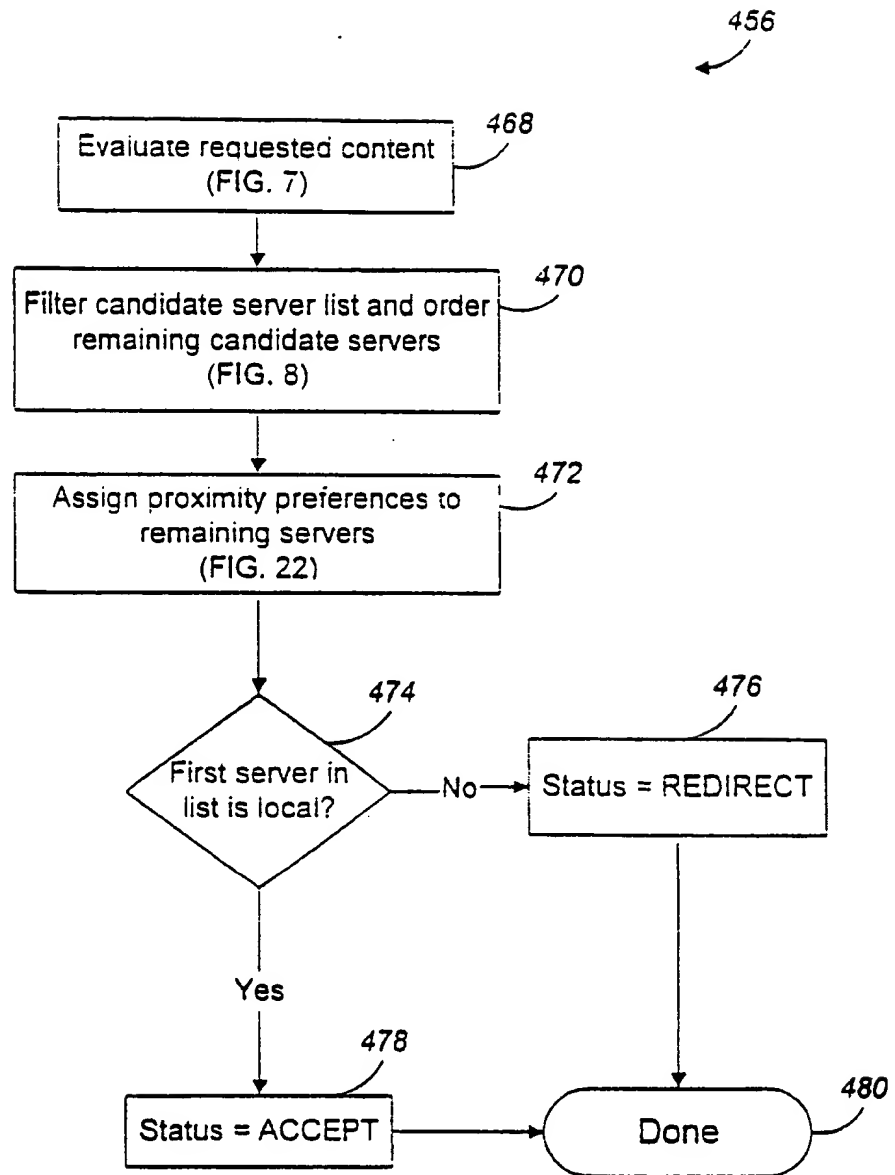 456
468
Evaluate requested content
(FIG. 7)
470
Filter candidate server list and order
remaining candidate servers
(FIG. 8)
472
Assign proximity preferences to
remaining servers
(FIG. 22)
474
First server in
list is local?
No
476
Status = REDIRECT
Yes
478
Status = ACCEPT
480
Done